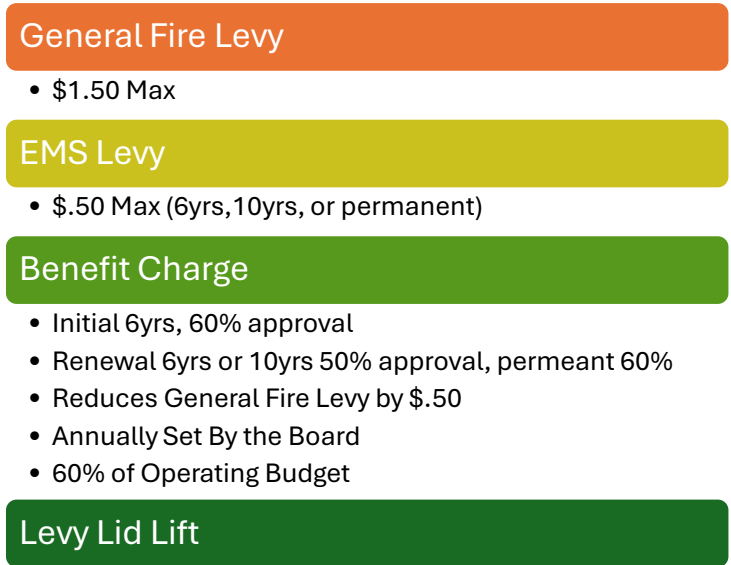 General Fire Levy
• $1.50 Max
EMS Levy
• $.50 Max (6yrs,10yrs, or permanent)
Benefit Charge
• Initial 6yrs, 60% approval
• Renewal 6yrs or 10yrs 50% approval, permeant 60%
• Reduces General Fire Levy by $.50
• Annually Set By the Board
• 60% of Operating Budget
Levy Lid Lift